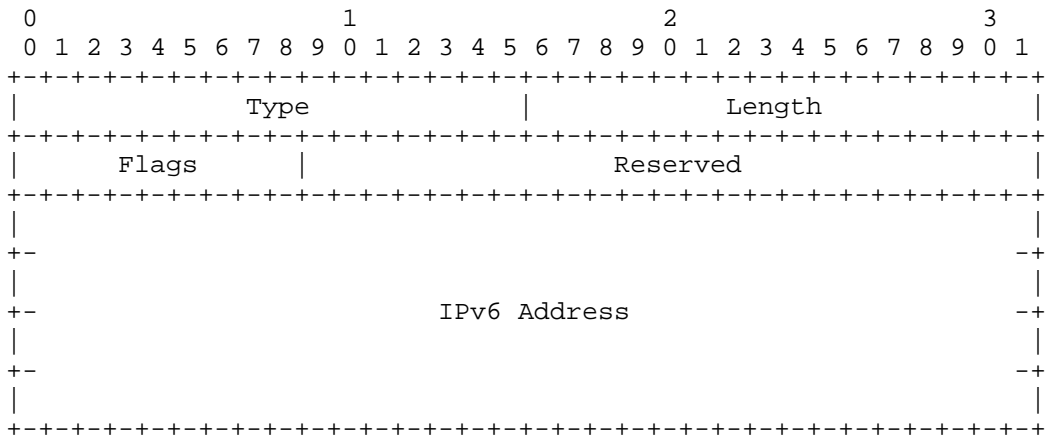 0                   1                   2                   3
 0 1 2 3 4 5 6 7 8 9 0 1 2 3 4 5 6 7 8 9 0 1 2 3 4 5 6 7 8 9 0 1
+-+-+-+-+-+-+-+-+-+-+-+-+-+-+-+-+-+-+-+-+-+-+-+-+-+-+-+-+-+-+-+-+
|              Type             |            Length             |
+-+-+-+-+-+-+-+-+-+-+-+-+-+-+-+-+-+-+-+-+-+-+-+-+-+-+-+-+-+-+-+-+
|      Flags      |                   Reserved                  |
+-+-+-+-+-+-+-+-+-+-+-+-+-+-+-+-+-+-+-+-+-+-+-+-+-+-+-+-+-+-+-+-+
|                                                               |
+-                                                             -+
|                                                               |
+-                         IPv6 Address                        -+
|                                                               |
+-                                                             -+
|                                                               |
+-+-+-+-+-+-+-+-+-+-+-+-+-+-+-+-+-+-+-+-+-+-+-+-+-+-+-+-+-+-+-+-+